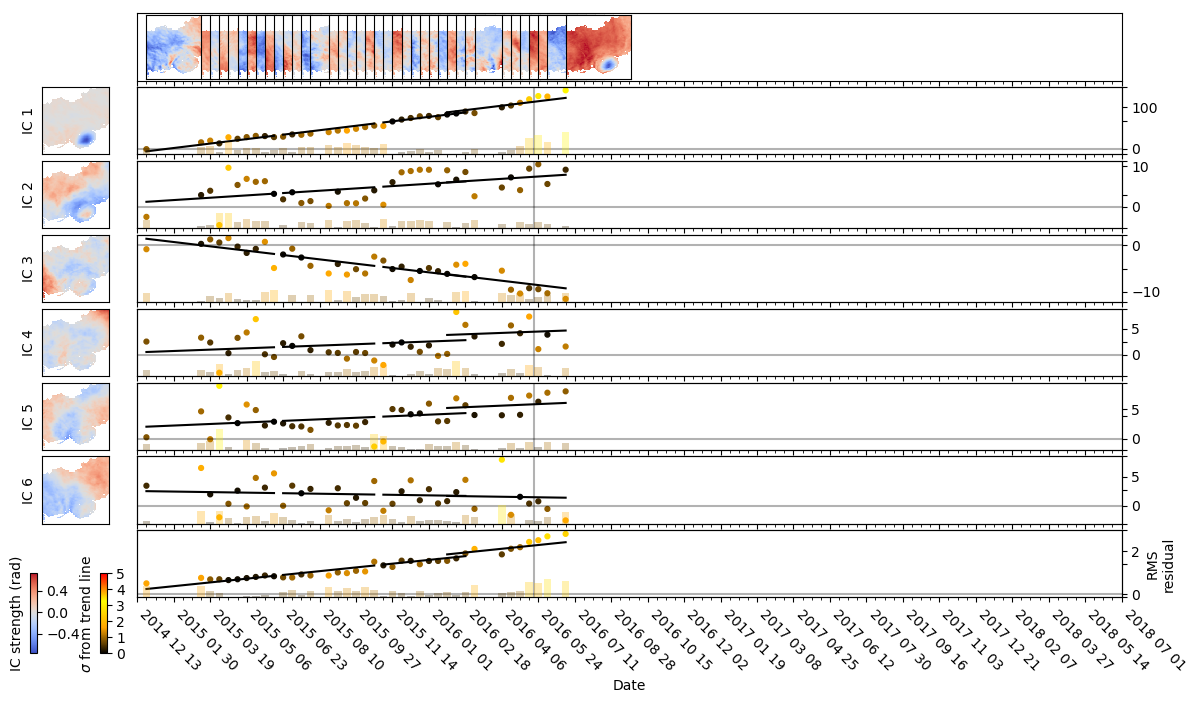 IC 1
100
0
IC 2
10
0
IC 3
0
−10
IC 4
5
0
IC 5
5
0
IC 6
5
0
2
0
RMS
residual
IC strength (rad)
0.4
0.0
−0.4
σ from trend line
5
4
3
2
1
0
2014 12 13
2015 01 30
2015 03 19
2015 05 06
2015 06 23
2015 08 10
2015 09 27
2015 11 14
2016 01 01
2016 02 18
2016 04 06
2016 05 24
2016 07 11
2016 08 28
2016 10 15
2016 12 02
2017 01 19
2017 03 08
2017 04 25
2017 06 12
2017 07 30
2017 09 16
2017 11 03
2017 12 21
2018 02 07
2018 03 27
2018 05 14
2018 07 01
Date